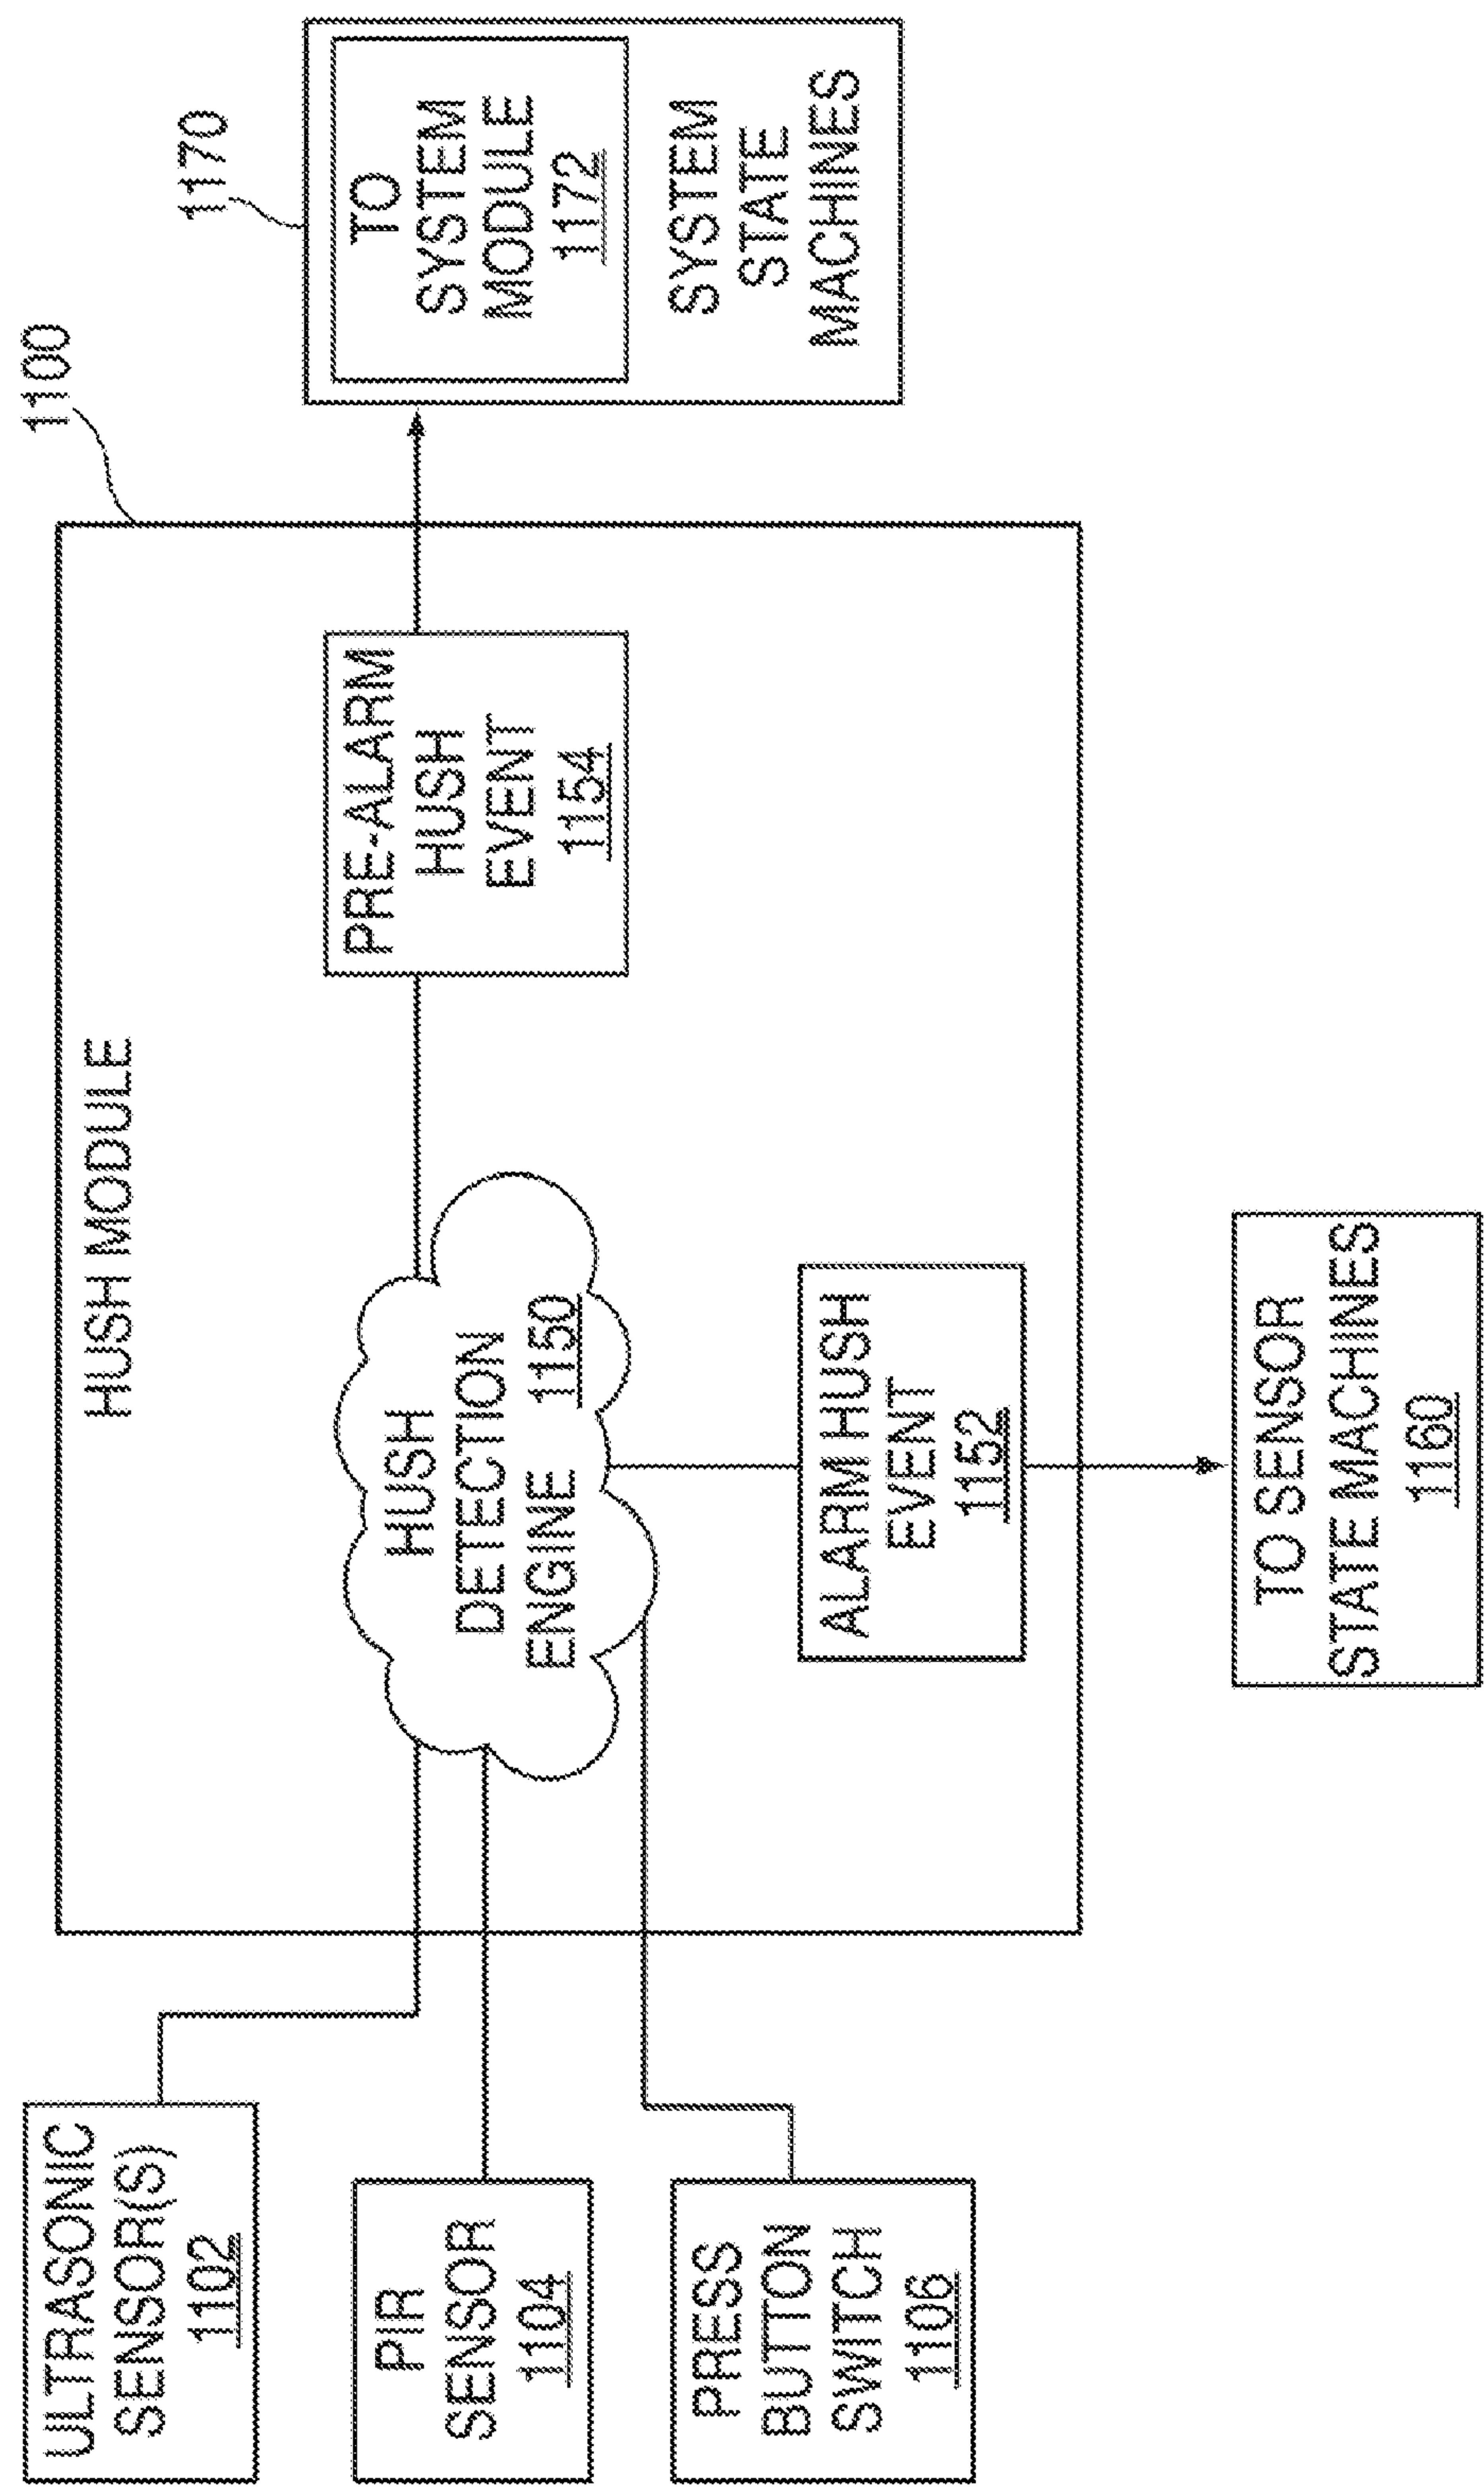 1100
HUSH MODULE
ULTRASONIC
SENSOR(S)
1102
PIR
SENSOR
1104
PRESS
BUTTON
SWITCH
1106
HUSH
DETECTION
ENGINE 1150
PRE-ALARM
HUSH
EVENT
1154
ALARM HUSH
EVENT
1152
TO SENSOR
STATE MACHINES
1160
1170
TO
SYSTEM
MODULE
1172
SYSTEM
STATE
MACHINES